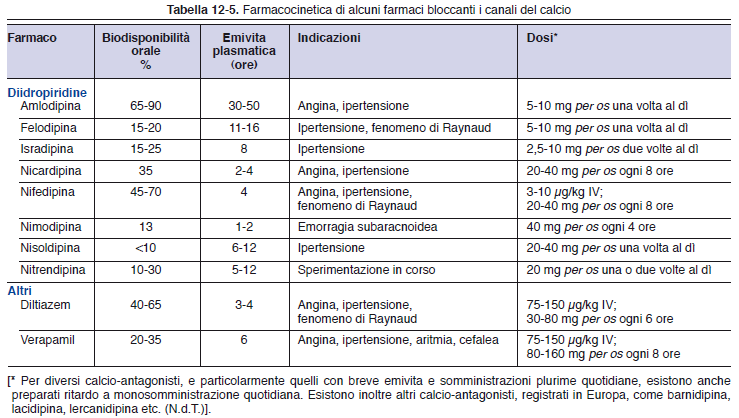 Tabella 12-5. Farmacocinetica di alcuni farmaci bloccanti i canali del calcio
Farmaco Biodisponibilità orale % Emivita plasmatica (ore) Indicazioni Dosi*
Diidropiridine
Amlodipina 65-90 30-50 Angina, ipertensione 5-10 mg per os una volta al dì
Felodipina 15-20 11-16 Ipertensione, fenomeno di Raynaud 5-10 mg per os una volta al dì
Isradipina 15-25 8 Ipertensione 2,5-10 mg per os due volte al dì
Nicardipina 35 2-4 Angina, ipertensione 20-40 mg per os ogni 8 ore
Nifedipina 45-70 4 Angina, ipertensione, 3-10 µg/kg IV;
fenomeno di Raynaud 20-40 mg per os ogni 8 ore
Nimodipina 13 1-2 Emorragia subaracnoidea 40 mg per os ogni 4 ore
Nisoldipina <10 6-12 Ipertensione 20-40 mg per os una volta al dì
Nitrendipina 10-30 5-12 Sperimentazione in corso 20 mg per os una o due volte al dì
Altri
Diltiazem 40-65 3-4 Angina, ipertensione, 75-150 µg/kg IV;
fenomeno di Raynaud 30-80 mg per os ogni 6 ore
Verapamil 20-35 6 Angina, ipertensione, aritmia, cefalea 75-150 µg/kg IV;
80-160 mg per os ogni 8 ore
[* Per diversi calcio-antagonisti, e particolarmente quelli con breve emivita e somministrazioni plurime quotidiane, esistono anche
preparati ritardo a monosomministrazione quotidiana. Esistono inoltre altri calcio-antagonisti, registrati in Europa, come barnidipina,
lacidipina, lercanidipina etc. (N.d.T.)].